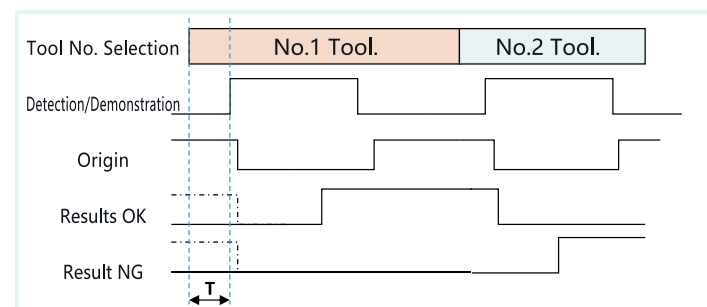 Tool No. Selection No.1 Tool. No.2 Tool.
Detection/Demonstration
Origin
Results OK
Result NG
T